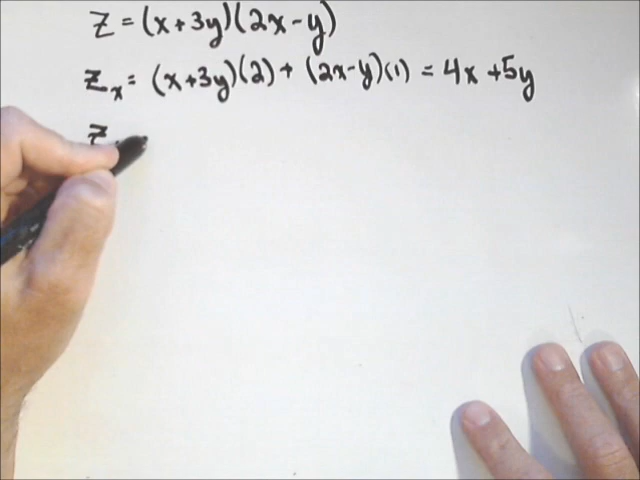 z = (x+3y)(2x-y)
zx = (x+3y)(2) + (2x-y)(1) = 4x +5y
z